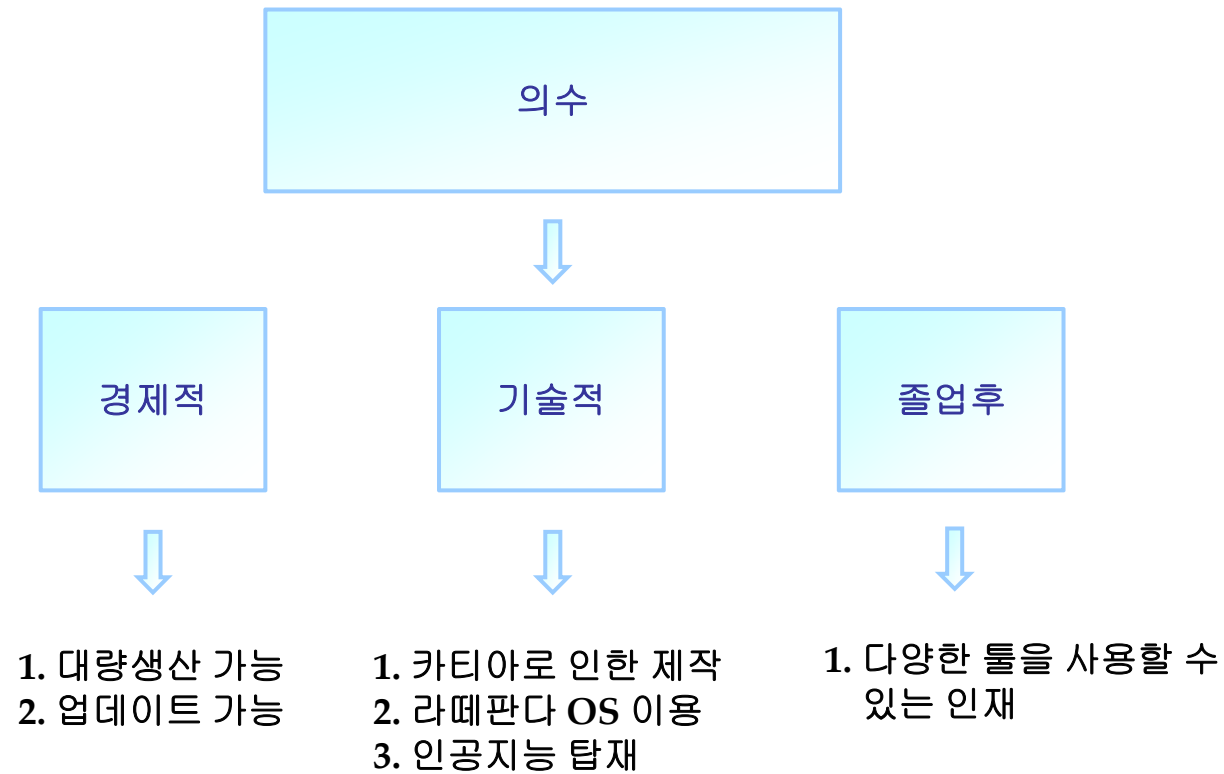 의수
경제적
기술적
졸업후
1. 대량생산 가능
2. 업데이트 가능
1. 카티아로 인한 제작
2. 라떼판다 OS 이용
3. 인공지능 탑재
1. 다양한 툴을 사용할 수
있는 인재